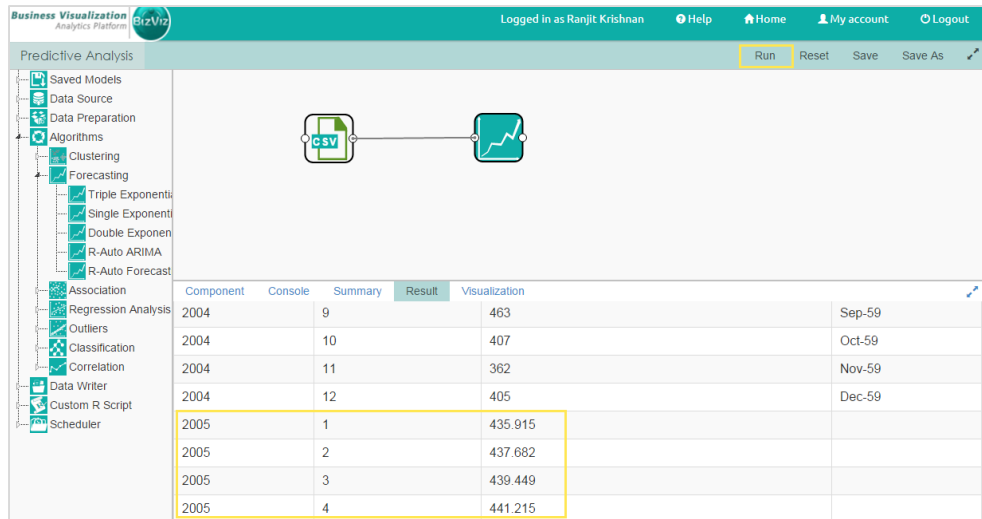 Business Visualization
Analytics Platform
BizViz
Logged in as Ranjit Krishnan
Help
Home
My account
Logout
Predictive Analysis
Run
Reset
Save
Save As
Saved Models
Data Source
Data Preparation
Algorithms
Clustering
Forecasting
Triple Exponentia
Single Exponenti
Double Exponen
R-Auto ARIMA
R-Auto Forecast
Association
Regression Analysis
Outliers
Classification
Correlation
Data Writer
Custom R Script
Scheduler
CSV
Component Console Summary Result Visualization
2004 9 463 Sep-59
2004 10 407 Oct-59
2004 11 362 Nov-59
2004 12 405 Dec-59
2005 1 435.915
2005 2 437.682
2005 3 439.449
2005 4 441.215